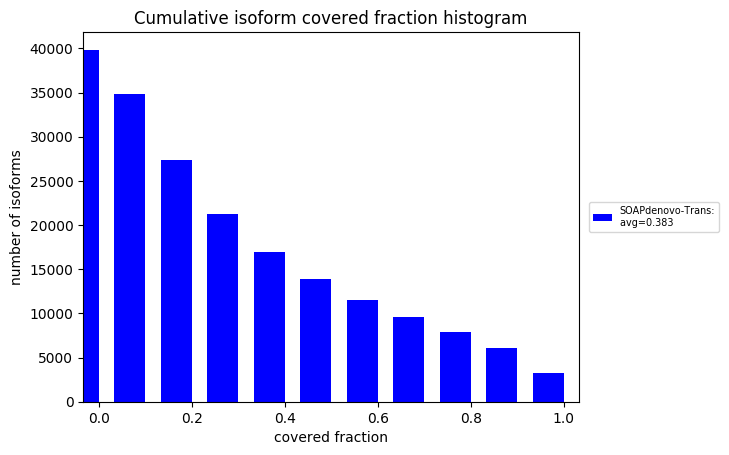 Cumulative isoform covered fraction histogram
number of isoforms
40000
35000
30000
25000
20000
15000
10000
5000
0
0.0 0.2 0.4 0.6 0.8 1.0
covered fraction
SOAPdenovo-Trans:
avg=0.383